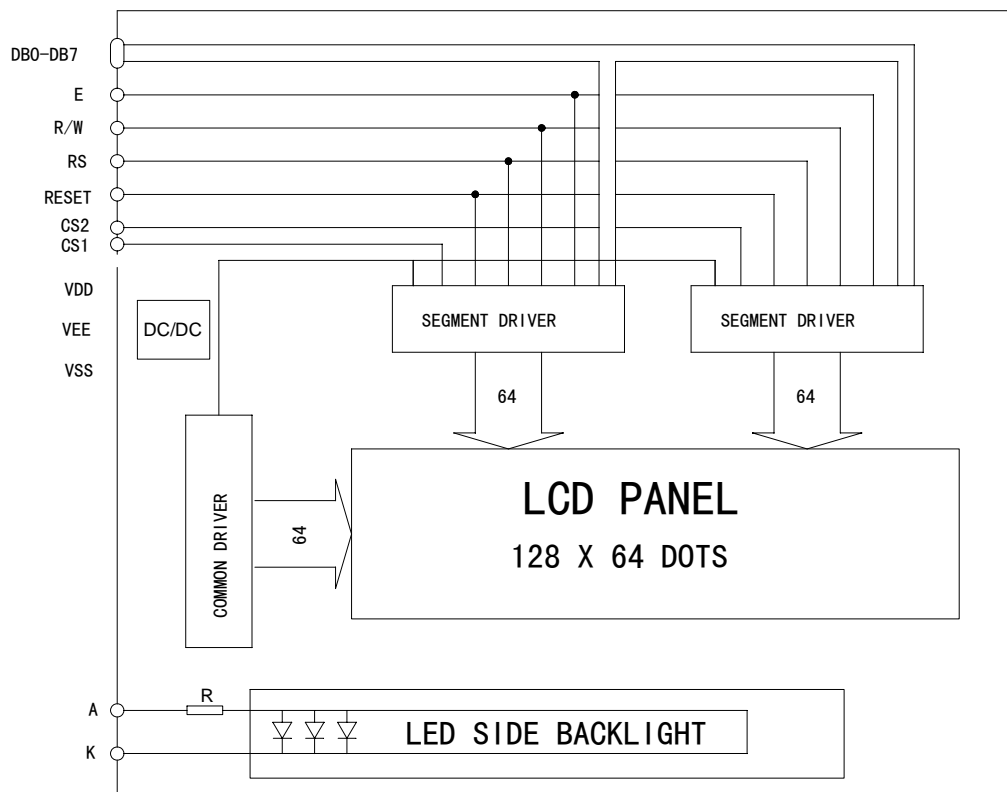 DB0-DB7
E
R/W
RS
RESET
CS2
CS1
VDD
VEE
VSS
DC/DC
SEGMENT DRIVER
SEGMENT DRIVER
64
64
COMMON DRIVER
64
LCD PANEL
128 X 64 DOTS
A
R
K
LED SIDE BACKLIGHT